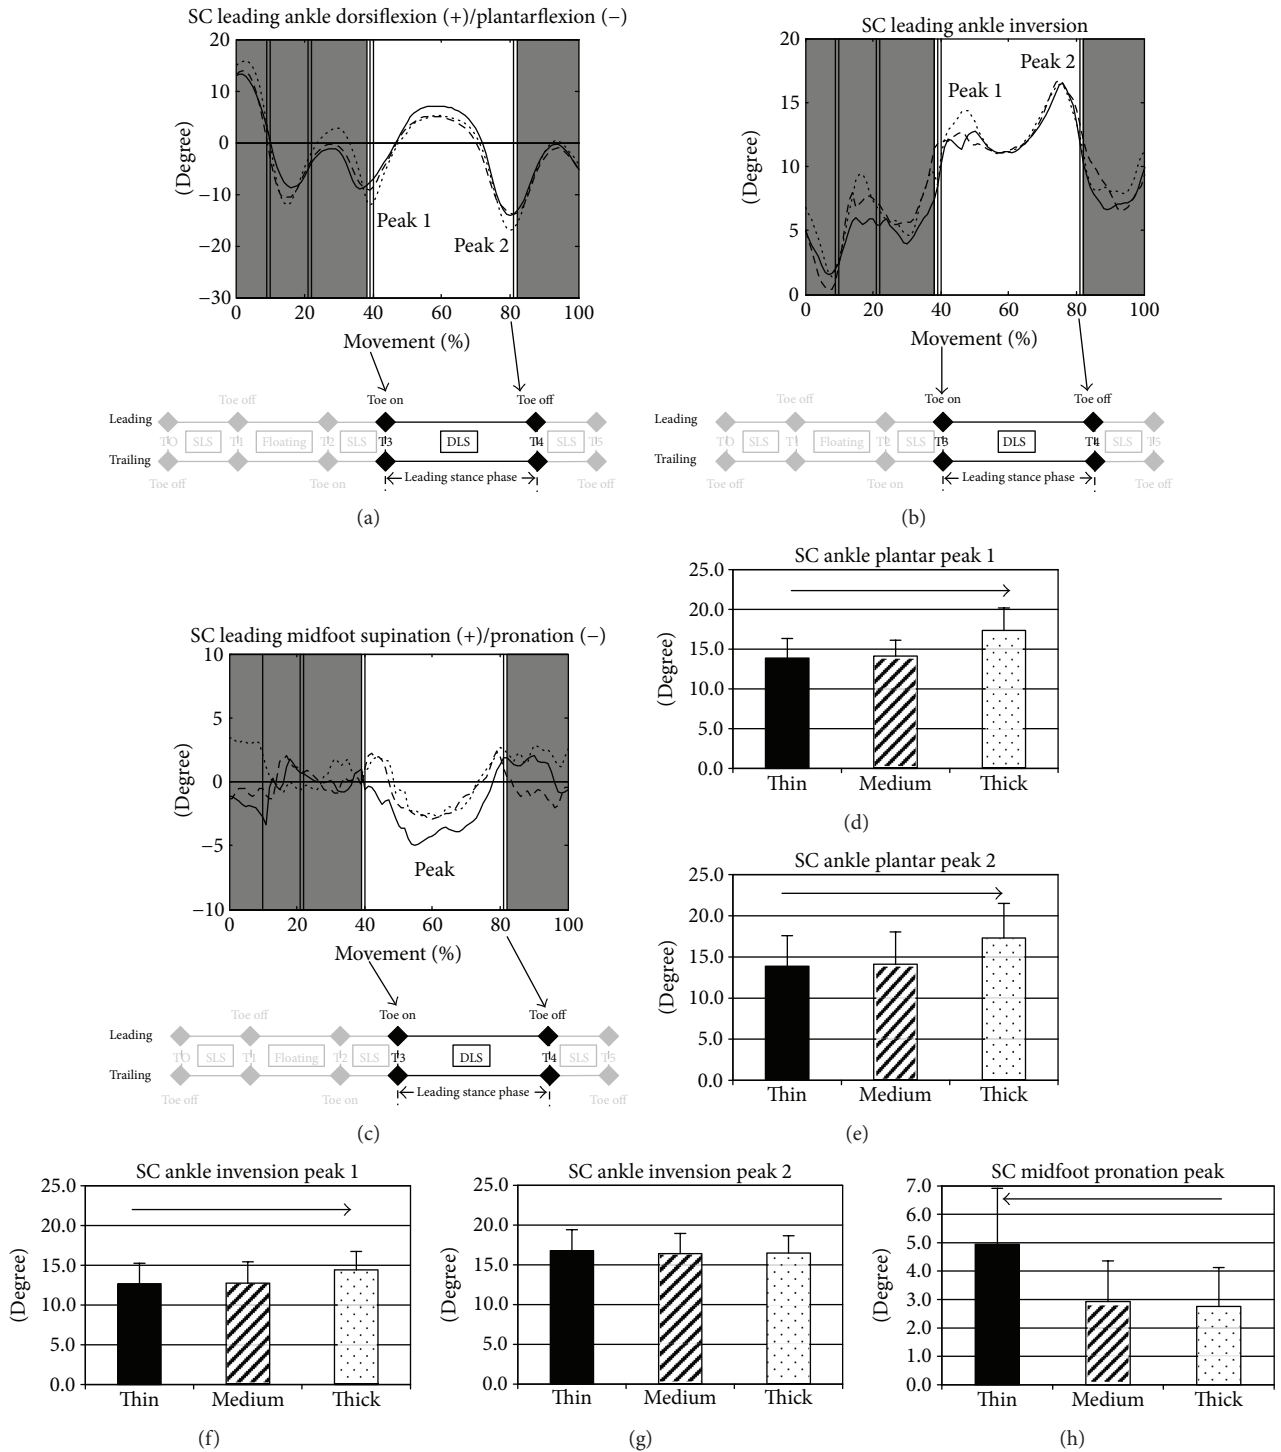 SC leading ankle dorsiflexion (+)/plantarflexion (−)
20
10
0
−10
−20
−30
(Degree)
Peak 1
Peak 2
0 20 40 60 80 100
Movement (%)
Toe off Toe on Toe off
Leading
T0 SLS T1 Floating T2 SLS T3 DLS T4 SLS T5
Trailing
Toe off Toe on Leading stance phase Toe off
(a)
SC leading ankle inversion
20
15
10
5
0
(Degree)
Peak 1
Peak 2
0 20 40 60 80 100
Movement (%)
Toe off Toe on Toe off
Leading
T0 SLS T1 Floating T2 SLS T3 DLS T4 SLS T5
Trailing
Toe off Toe on Leading stance phase Toe off
(b)
SC leading midfoot supination (+)/pronation (−)
10
5
0
−5
−10
(Degree)
Peak
0 20 40 60 80 100
Movement (%)
Toe off Toe on Toe off
Leading
T0 SLS T1 Floating T2 SLS T3 DLS T4 SLS T5
Trailing
Toe off Toe on Leading stance phase Toe off
(c)
SC ankle plantar peak 1
25.0
20.0
15.0
10.0
5.0
0.0
(Degree)
Thin Medium Thick
(d)
SC ankle plantar peak 2
25.0
20.0
15.0
10.0
5.0
0.0
(Degree)
Thin Medium Thick
(e)
SC ankle invension peak 1
25.0
20.0
15.0
10.0
5.0
0.0
(Degree)
Thin Medium Thick
(f)
SC ankle invension peak 2
25.0
20.0
15.0
10.0
5.0
0.0
(Degree)
Thin Medium Thick
(g)
SC midfoot pronation peak
7.0
6.0
5.0
4.0
3.0
2.0
1.0
0.0
(Degree)
Thin Medium Thick
(h)